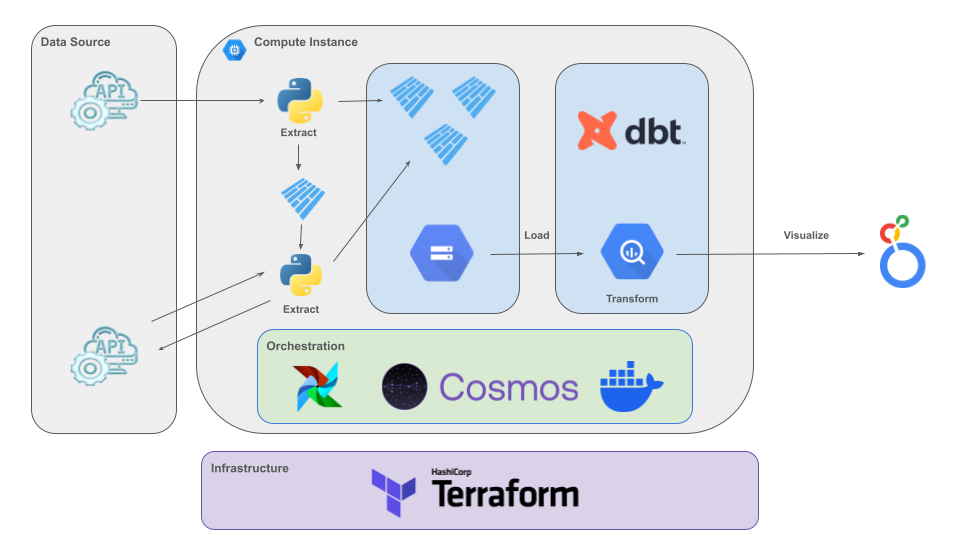 Data Source
Compute Instance
API
Extract
dbt
Load
Visualize
Extract
Transform
API
Orchestration
Cosmos
Infrastructure
HashiCorp
Terraform